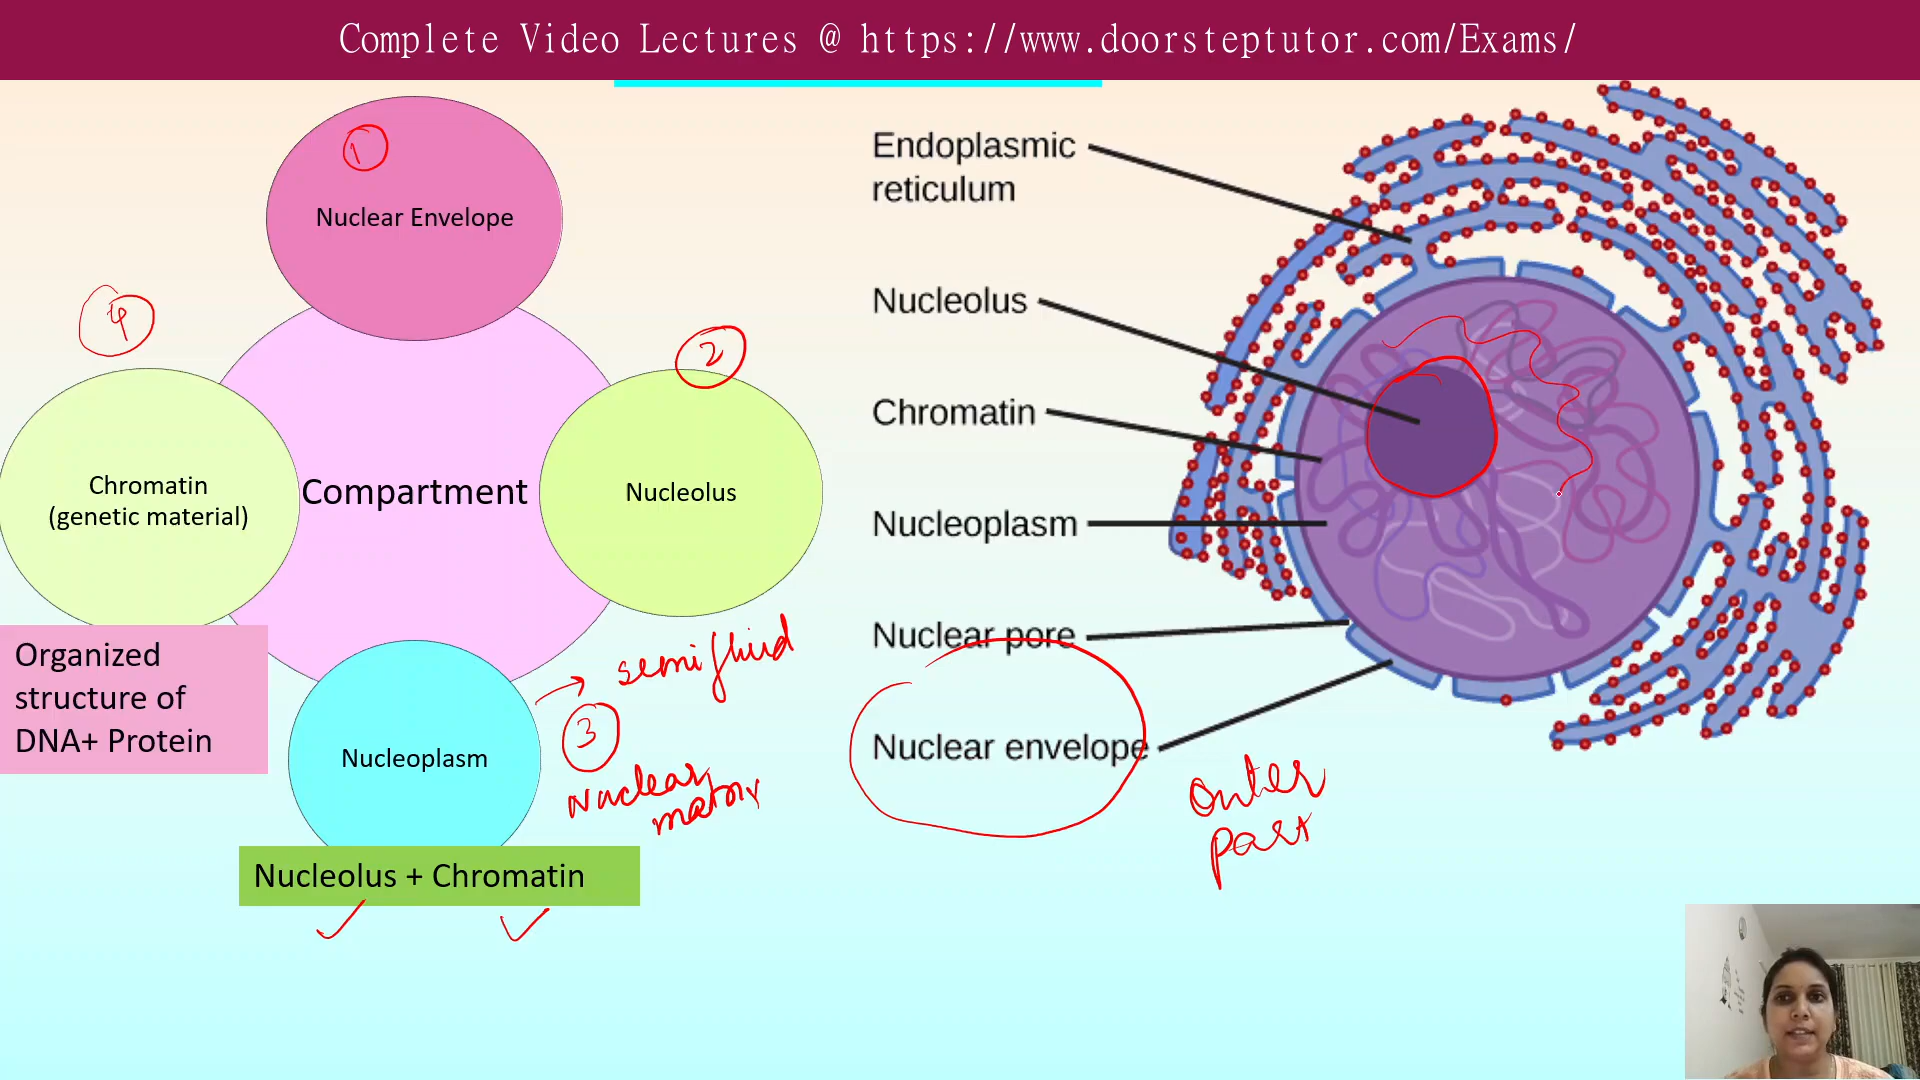 Complete Video Lectures @ https://www.doorsteptutor.com/Exams/
1
Nuclear Envelope
4
2
Chromatin
(genetic material)
Compartment
Nucleolus
Organized
structure of
DNA+ Protein
semifluid
3
Nucleoplasm
Nuclear
matrix
Nucleolus + Chromatin
Endoplasmic
reticulum
Nucleolus
Chromatin
Nucleoplasm
Nuclear pore
Nuclear envelope
Outer
part